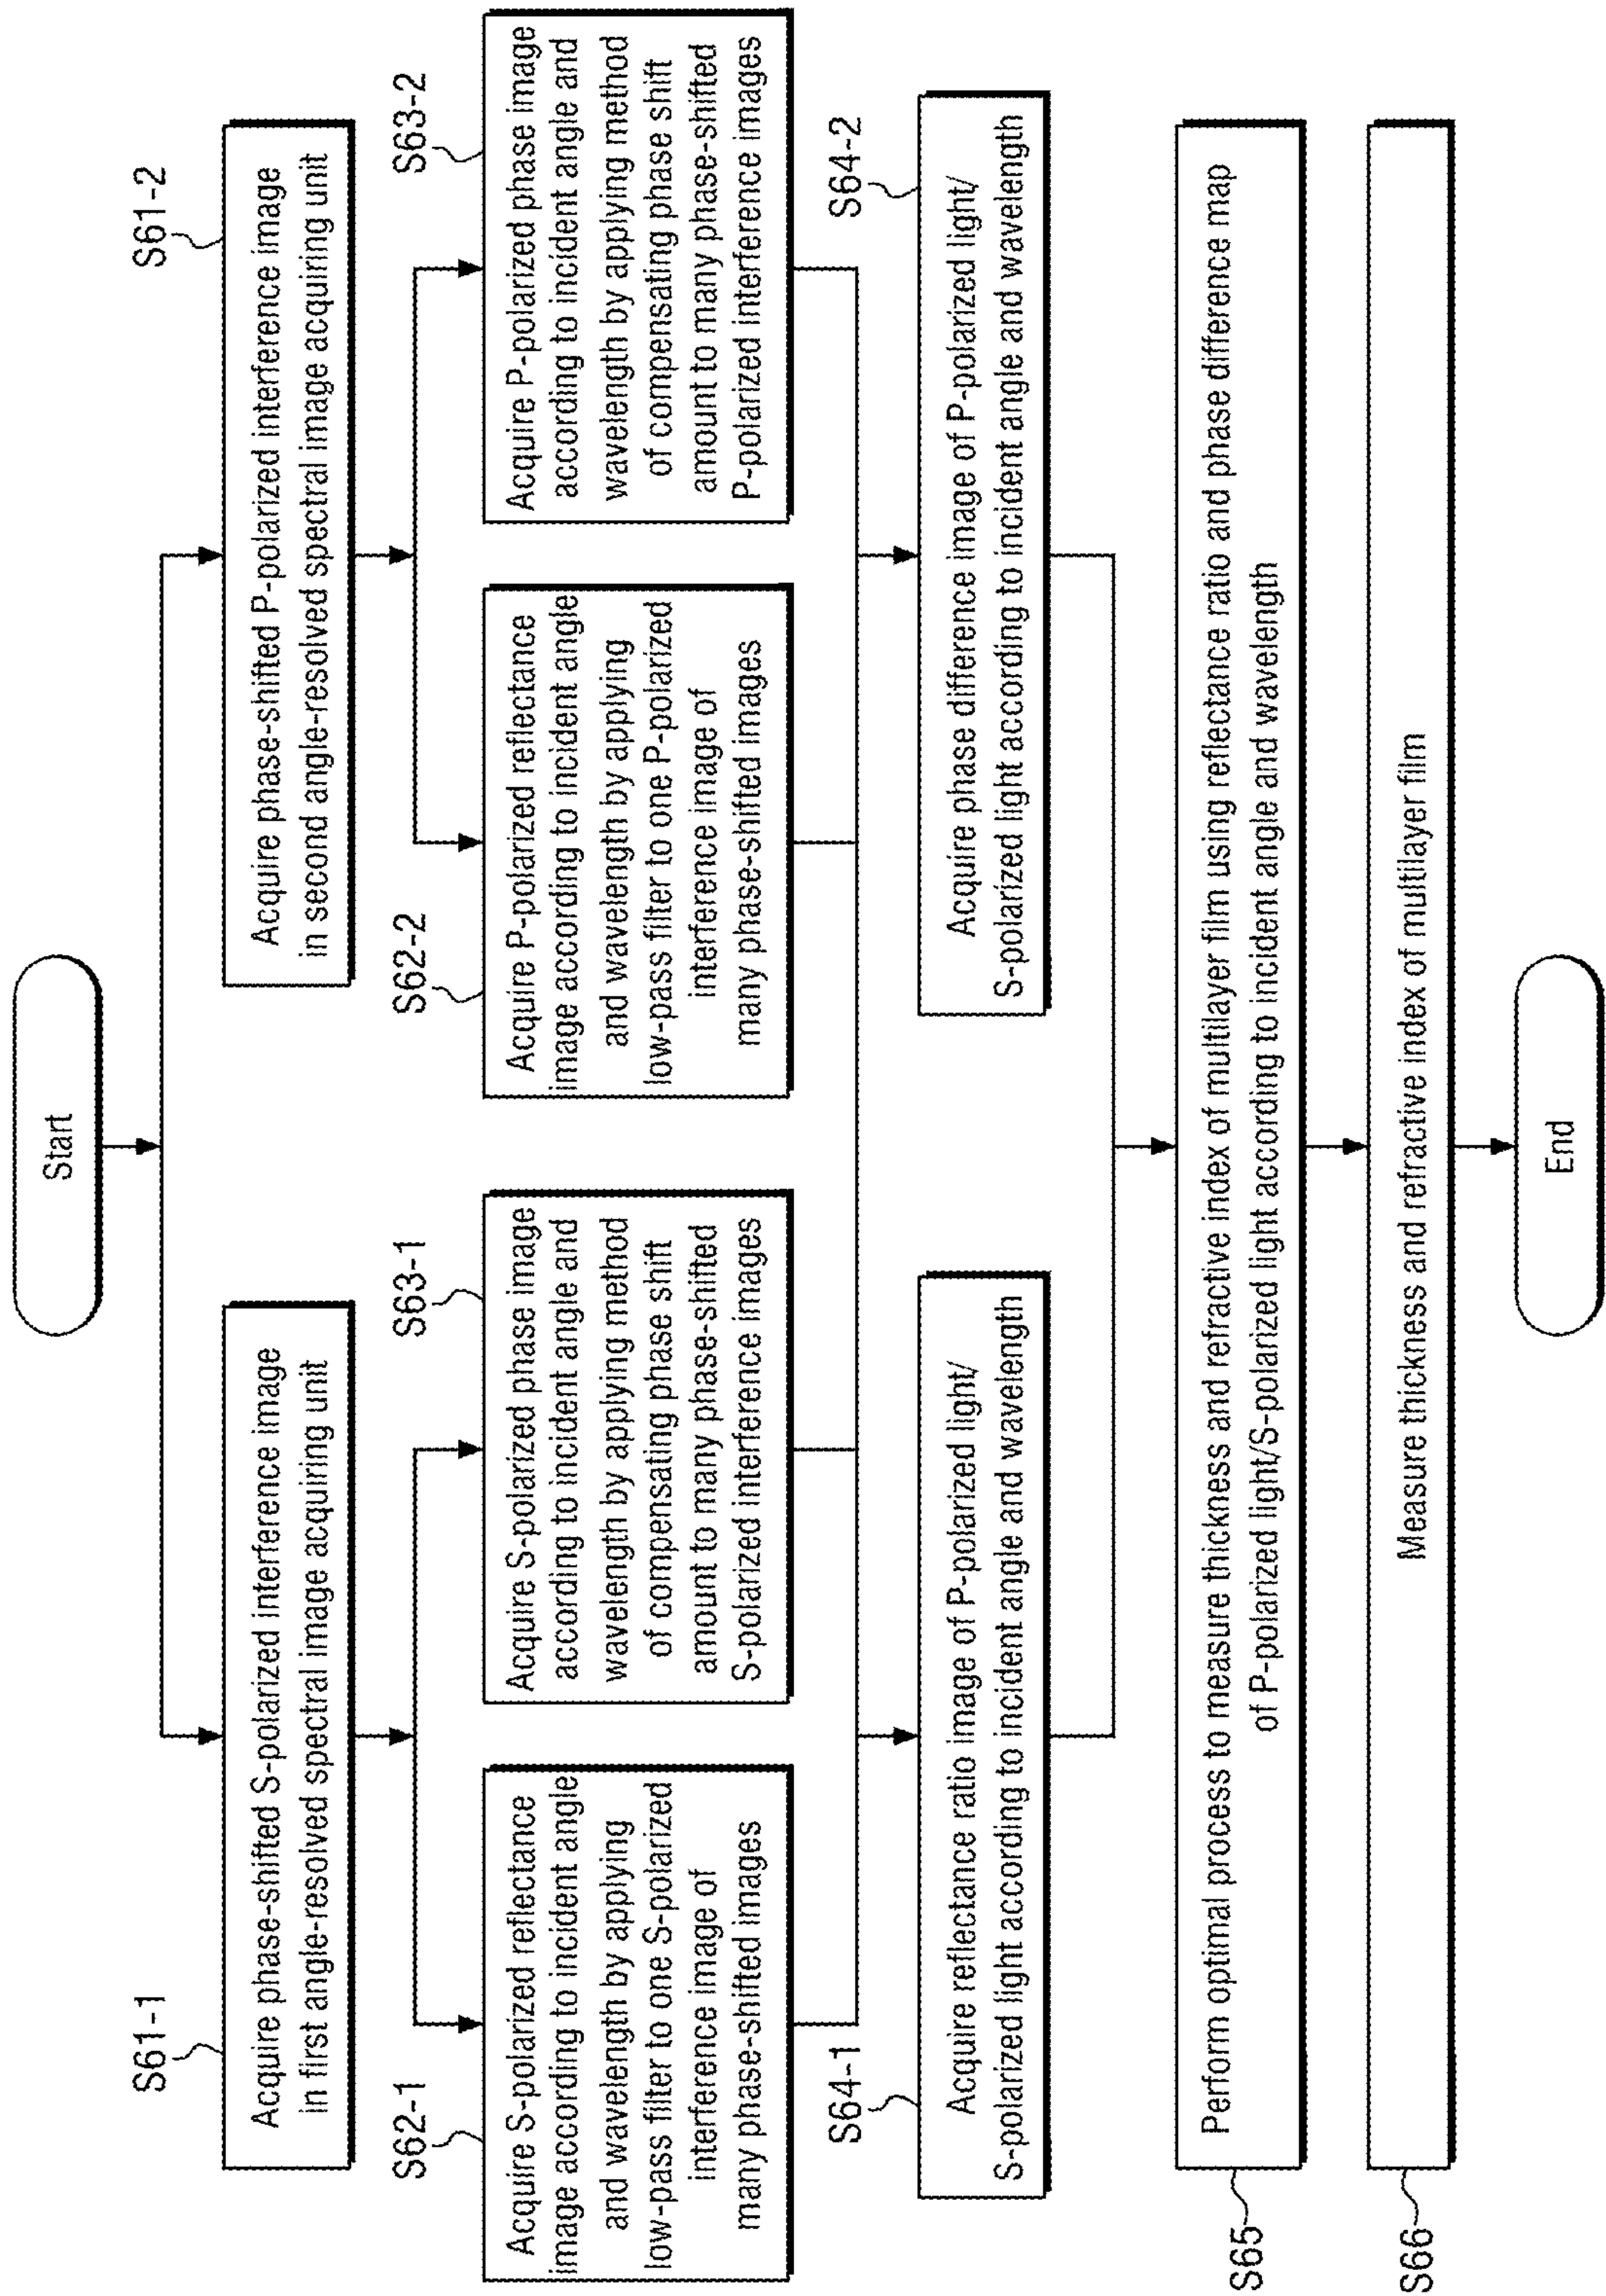 Start
S61-1
Acquire phase-shifted S-polarized interference image
in first angle-resolved spectral image acquiring unit
S61-2
Acquire phase-shifted P-polarized interference image
in second angle-resolved spectral image acquiring unit
S62-1
Acquire S-polarized reflectance
image according to incident angle
and wavelength by applying
low-pass filter to one S-polarized
interference image of
many phase-shifted images
S63-1
Acquire S-polarized phase image
according to incident angle and
wavelength by applying method
of compensating phase shift
amount to many phase-shifted
S-polarized interference images
S62-2
Acquire P-polarized reflectance
image according to incident angle
and wavelength by applying
low-pass filter to one P-polarized
interference image of
many phase-shifted images
S63-2
Acquire P-polarized phase image
according to incident angle and
wavelength by applying method
of compensating phase shift
amount to many phase-shifted
P-polarized interference images
S64-1
Acquire reflectance ratio image of P-polarized light/
S-polarized light according to incident angle and wavelength
S64-2
Acquire phase difference image of P-polarized light/
S-polarized light according to incident angle and wavelength
S65
Perform optimal process to measure thickness and refractive index of multilayer film using reflectance ratio and phase difference map
of P-polarized light/S-polarized light according to incident angle and wavelength
S66
Measure thickness and refractive index of multilayer film
End